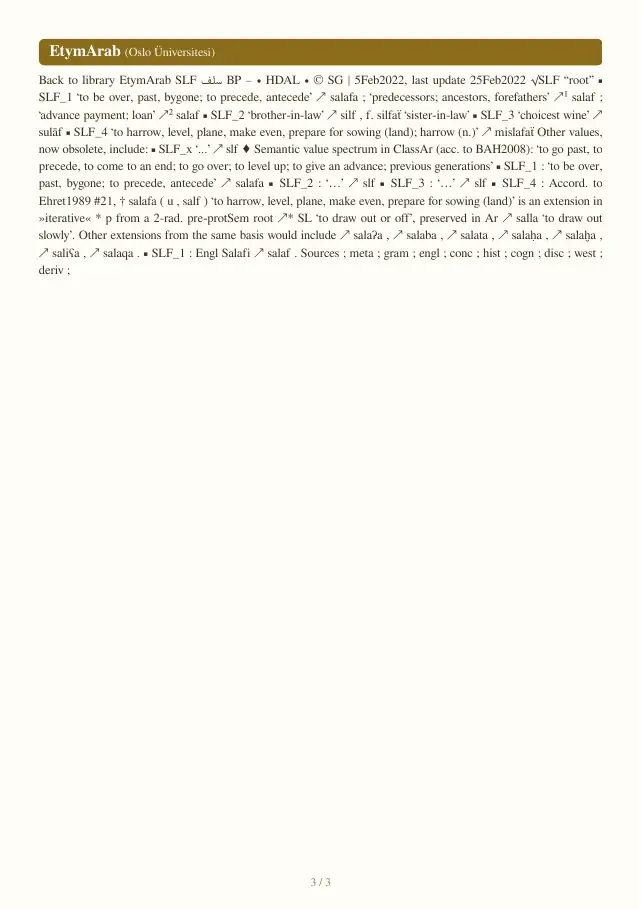 EtymArab (Oslo Üniversitesi)
Back to library EtymArab SLF سلف BP – • HDAL • © SG | 5Feb2022, last update 25Feb2022 √SLF “root” ▪
SLF_1 ‘to be over, past, bygone; to precede, antecede’ ↗ salafa ; ‘predecessors; ancestors, forefathers’ ↗¹ salaf ;
‘advance payment; loan’ ↗² salaf ▪ SLF_2 ‘brother-in-law’ ↗ silf , f. silfaẗ ‘sister-in-law’ ▪ SLF_3 ‘choicest wine’ ↗
sulāf ▪ SLF_4 ‘to harrow, level, plane, make even, prepare for sowing (land); harrow (n.)’ ↗ mislafaẗ Other values,
now obsolete, include: ▪ SLF_x ‘...’ ↗ slf ♦ Semantic value spectrum in ClassAr (acc. to BAH2008): ‘to go past, to
precede, to come to an end; to go over; to level up; to give an advance; previous generations’ ▪ SLF_1 : ‘to be over,
past, bygone; to precede, antecede’ ↗ salafa ▪ SLF_2 : ‘…’ ↗ slf ▪ SLF_3 : ‘…’ ↗ slf ▪ SLF_4 : Accord. to
Ehret1989 #21, † salafa ( u , salf ) ‘to harrow, level, plane, make even, prepare for sowing (land)’ is an extension in
»iterative« * p from a 2-rad. pre-protSem root ↗* SL ‘to draw out or off’, preserved in Ar ↗ salla ‘to draw out
slowly’. Other extensions from the same basis would include ↗ salaʔa , ↗ salaba , ↗ salata , ↗ salaḥa , ↗ salaḫa ,
↗ saliʕa , ↗ salaqa . ▪ SLF_1 : Engl Salafi ↗ salaf . Sources ; meta ; gram ; engl ; conc ; hist ; cogn ; disc ; west ;
deriv ;
3 / 3